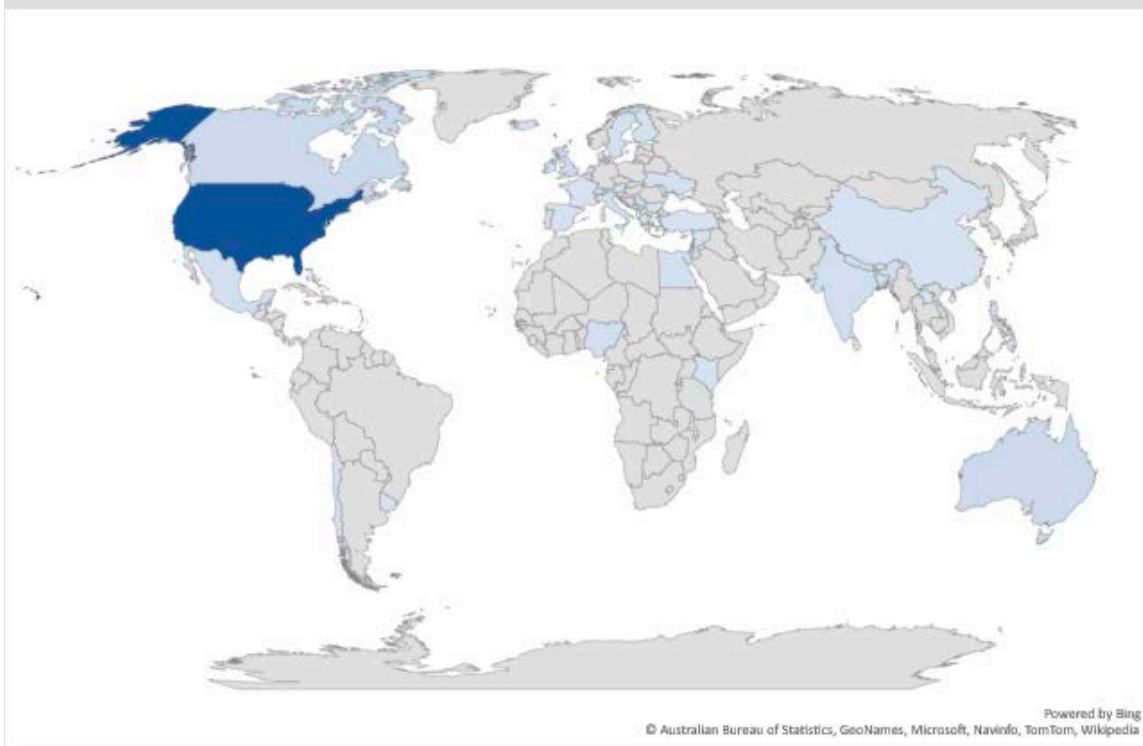 Powered by Bing
© Australian Bureau of Statistics, GeoNames, Microsoft, Navinfo, TomTom, Wikipedia